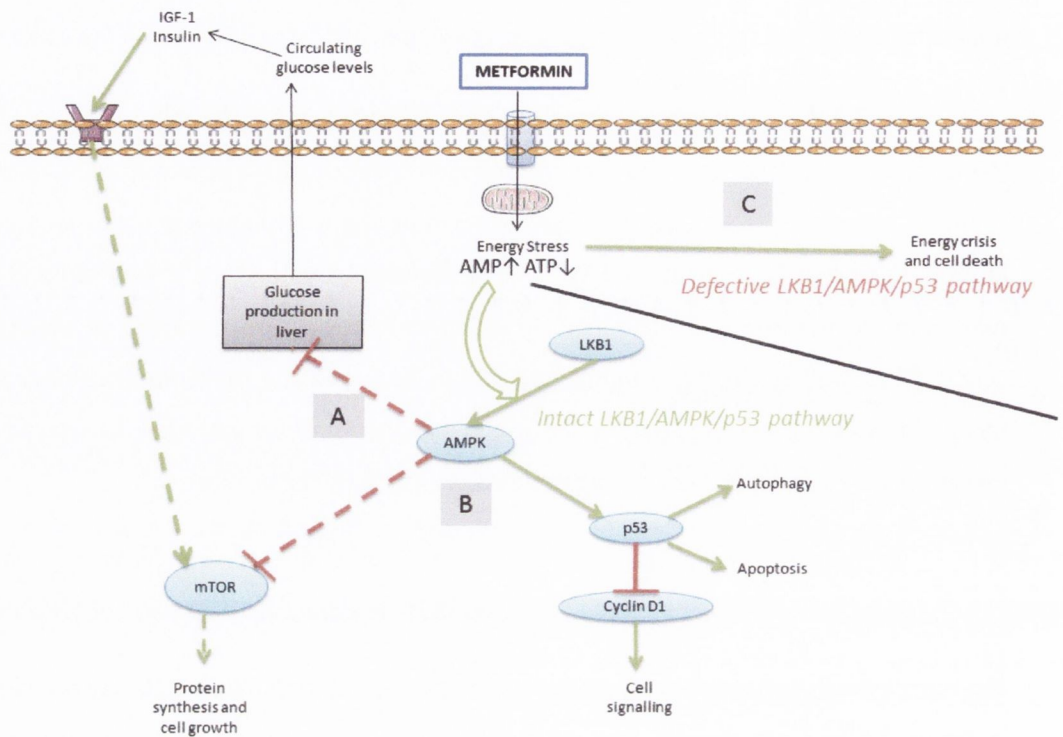 IGF-1
Insulin
Circulating
glucose levels
METFORMIN
C
Energy Stress
AMP↑ ATP↓
Energy crisis
and cell death
Defective LKB1/AMPK/p53 pathway
Glucose
production in
liver
LKB1
A
Intact LKB1/AMPK/p53 pathway
AMPK
B
Autophagy
p53
Apoptosis
mTOR
Cyclin D1
Protein
synthesis and
cell growth
Cell
signalling